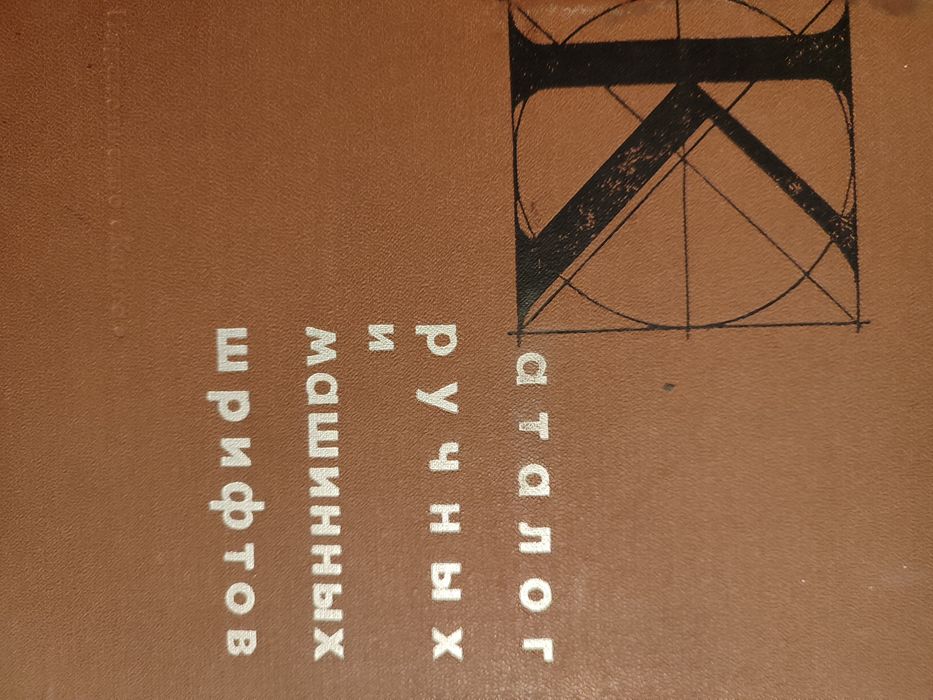 Каталог
ручных
и
машинных
шрифтов